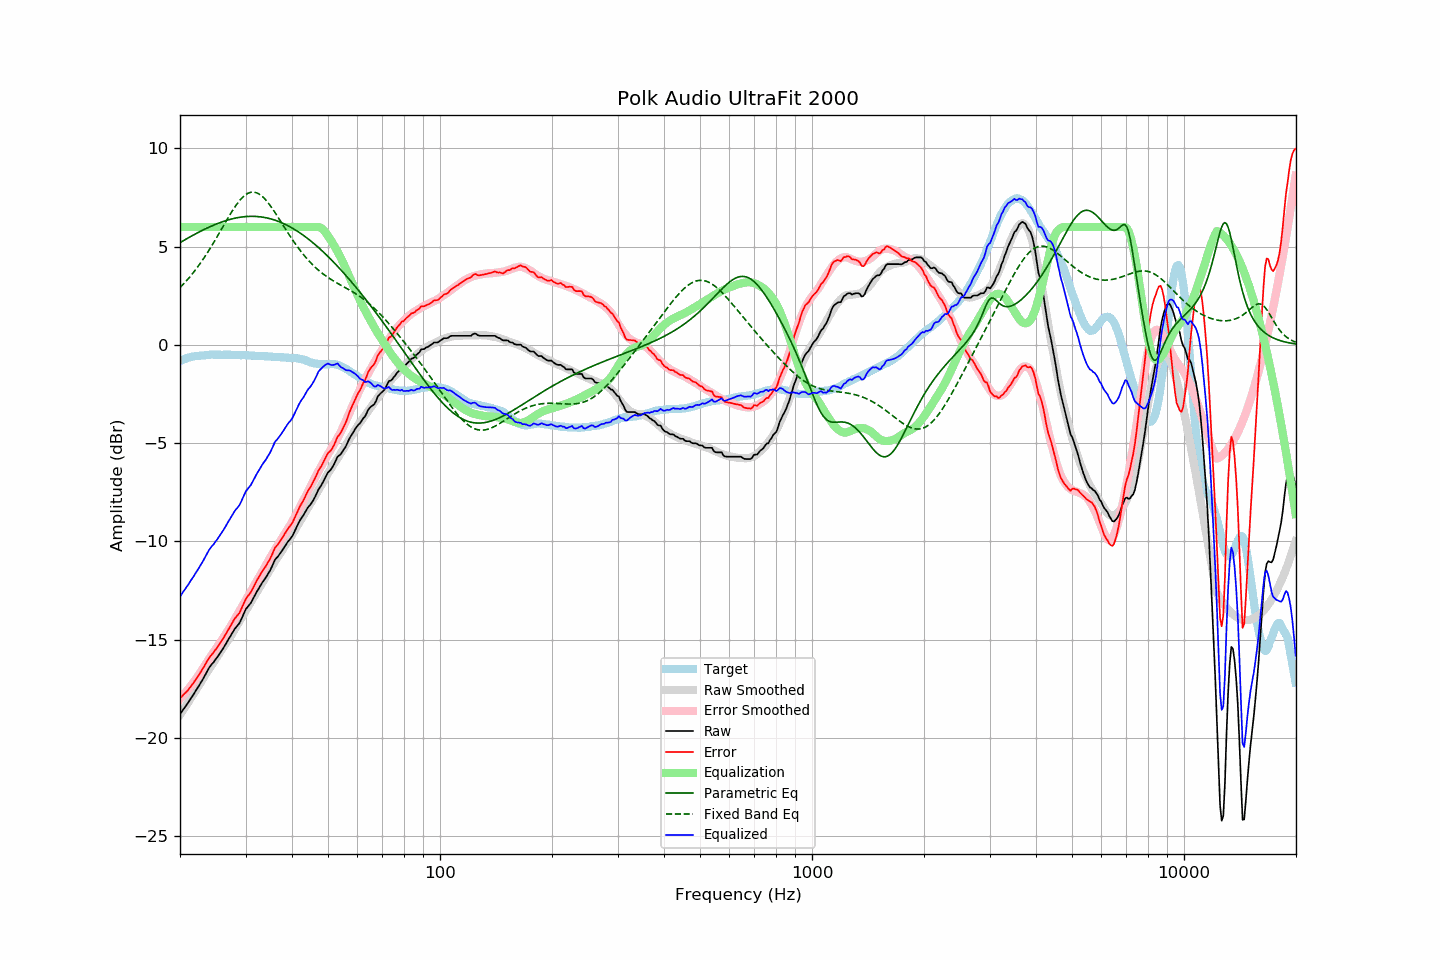 Polk Audio UltraFit 2000
Amplitude (dBr)
10
5
0
−5
−10
−15
−20
−25
100
1000
10000
Frequency (Hz)
Target
Raw Smoothed
Error Smoothed
Raw
Error
Equalization
Parametric Eq
Fixed Band Eq
Equalized